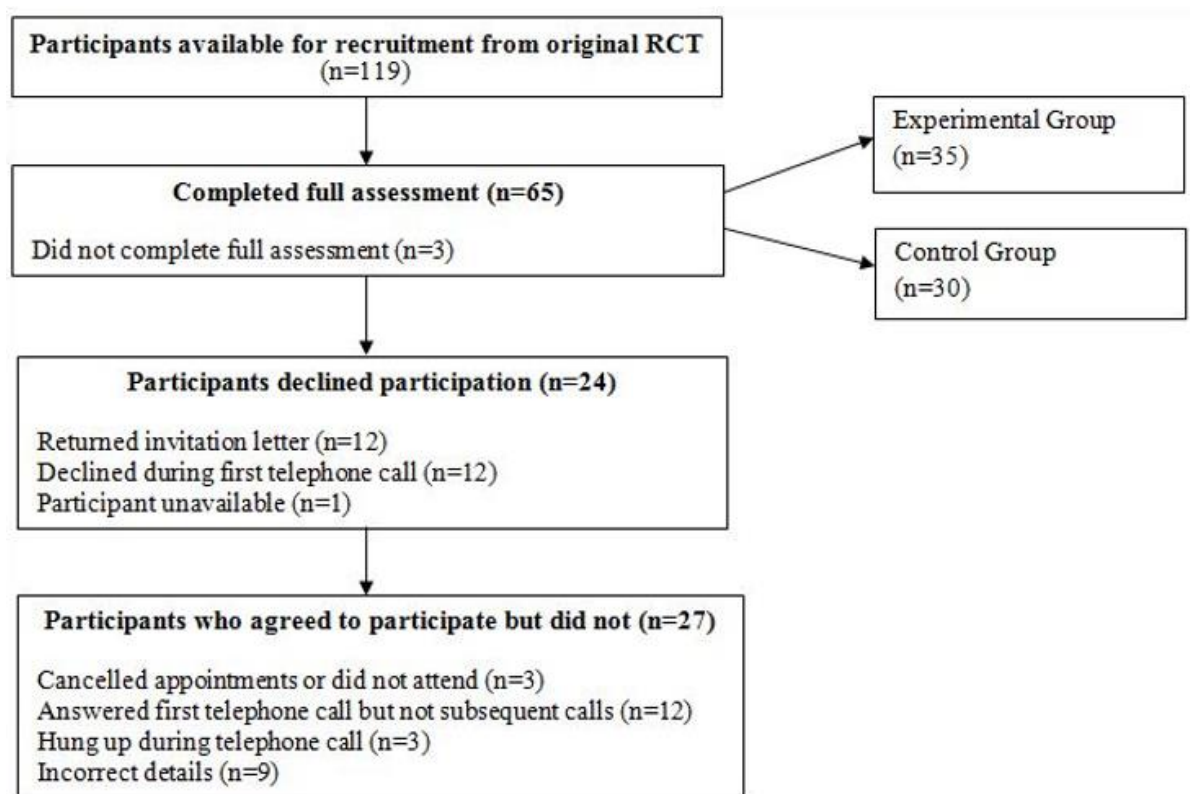 Participants available for recruitment from original RCT
(n=119)
Experimental Group
(n=35)
Completed full assessment (n=65)
Did not complete full assessment (n=3)
Control Group
(n=30)
Participants declined participation (n=24)
Returned invitation letter (n=12)
Declined during first telephone call (n=12)
Participant unavailable (n=1)
Participants who agreed to participate but did not (n=27)
Cancelled appointments or did not attend (n=3)
Answered first telephone call but not subsequent calls (n=12)
Hung up during telephone call (n=3)
Incorrect details (n=9)